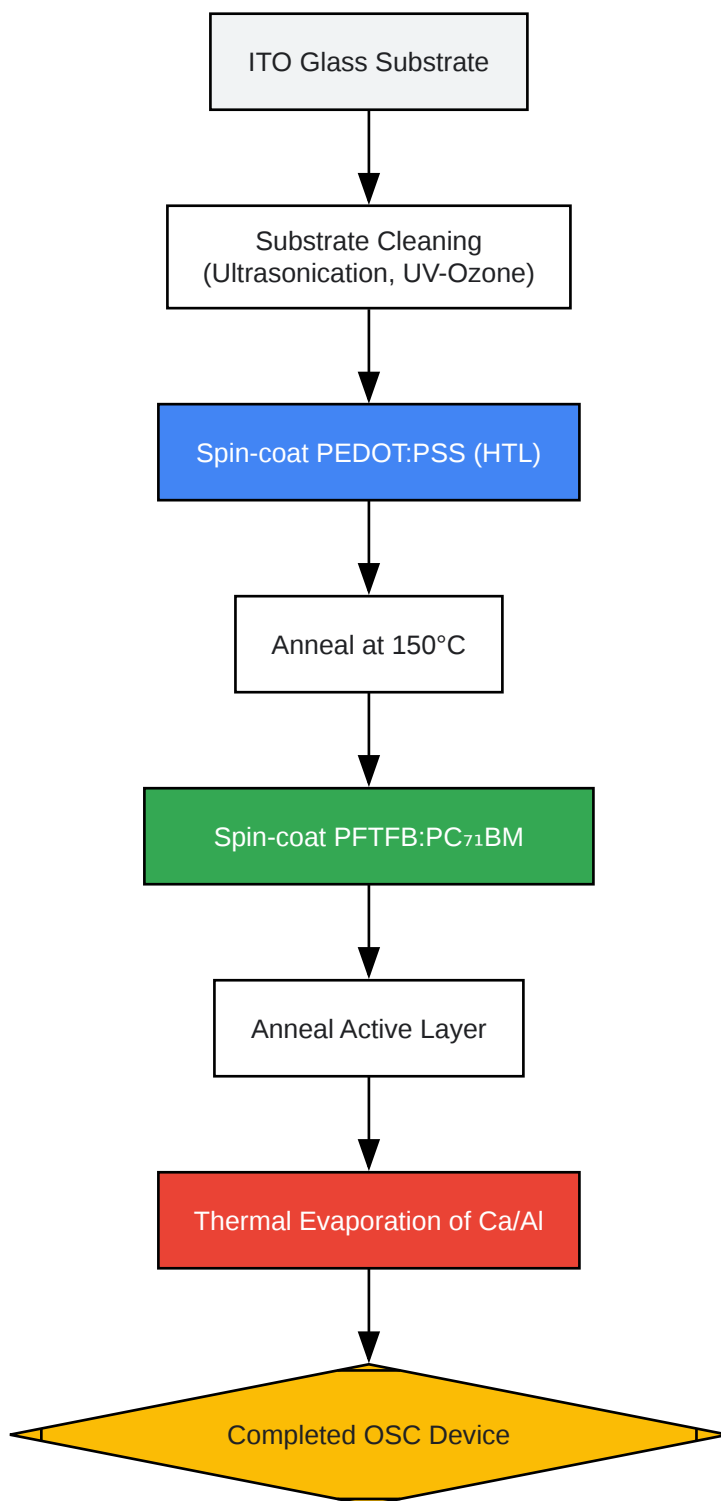 ITO Glass Substrate
Substrate Cleaning
(Ultrasonication, UV-Ozone)
Spin-coat PEDOT:PSS (HTL)
Anneal at 150°C
Spin-coat PFTFB:PC₇₁BM
Anneal Active Layer
Thermal Evaporation of Ca/Al
Completed OSC Device